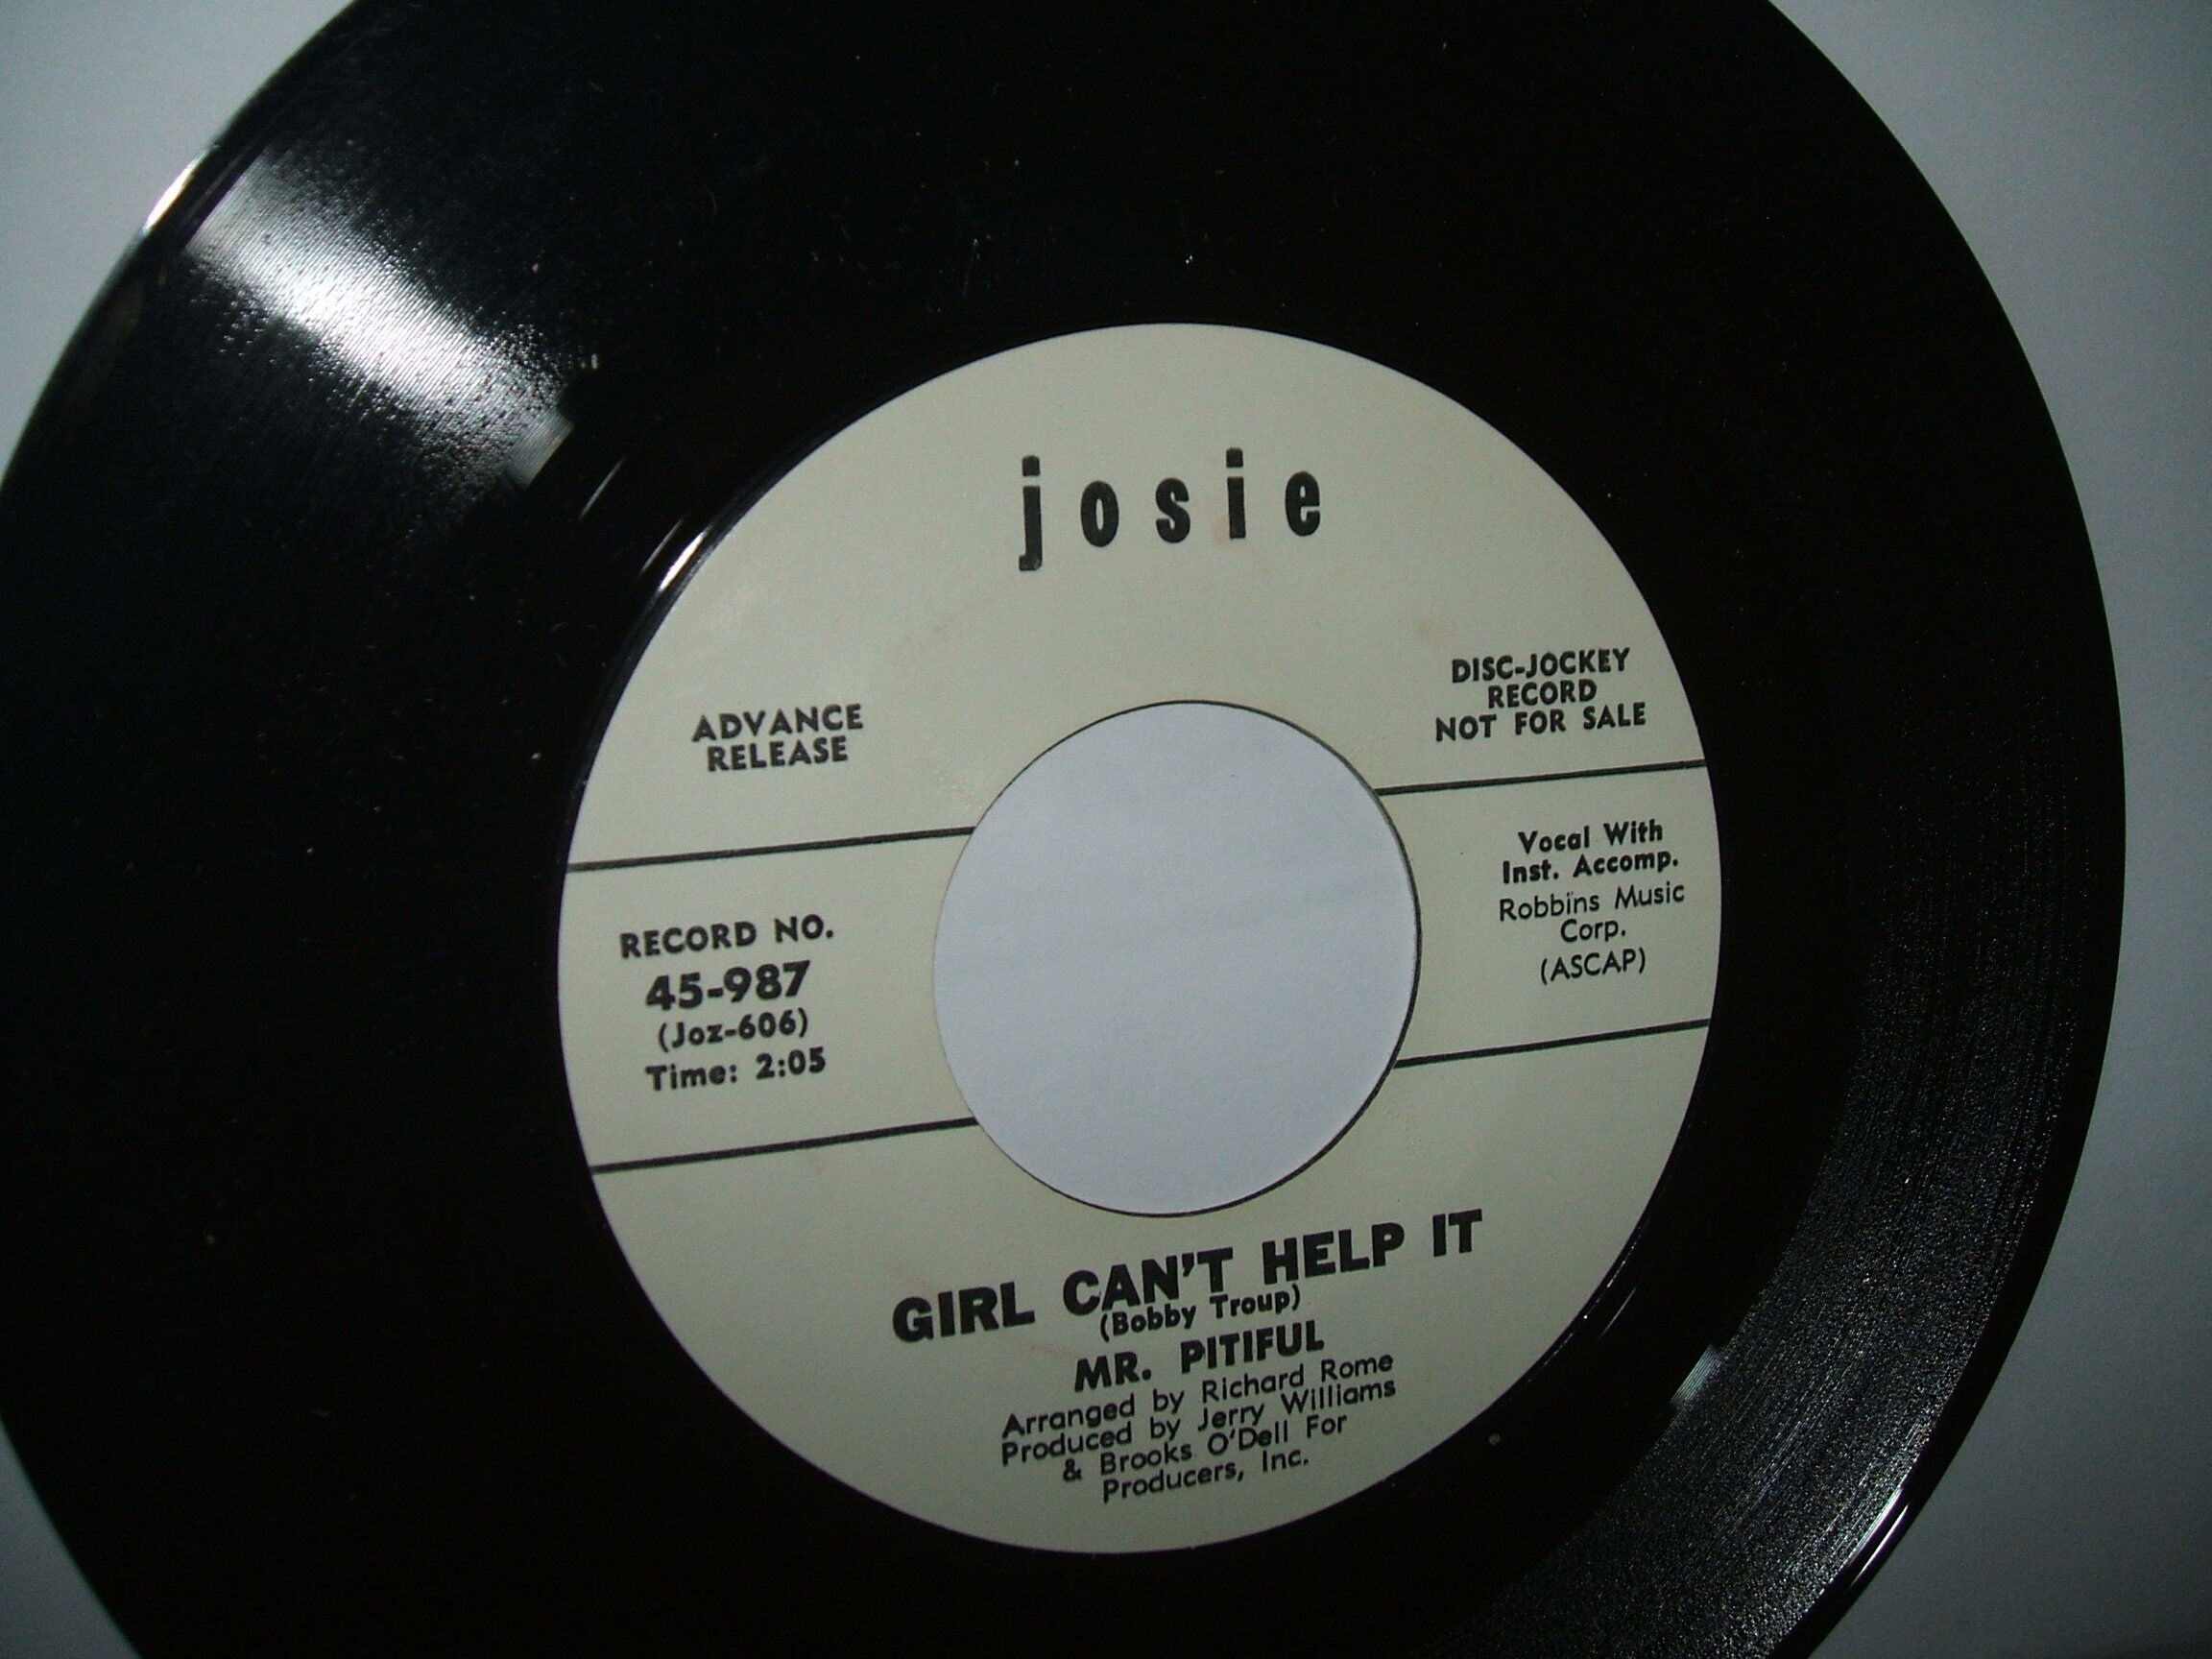 josie
ADVANCE
RELEASE
DISC-JOCKEY
RECORD
NOT FOR SALE
RECORD NO.
45-987
(Joz-606)
Time: 2:05
Vocal With
Inst. Accomp.
Robbins Music
Corp.
(ASCAP)
GIRL CAN'T HELP IT
(Bobby Troup)
MR. PITIFUL
Arranged by Richard Rome
Produced by Jerry Williams
& Brooks O'Dell For
Producers, Inc.